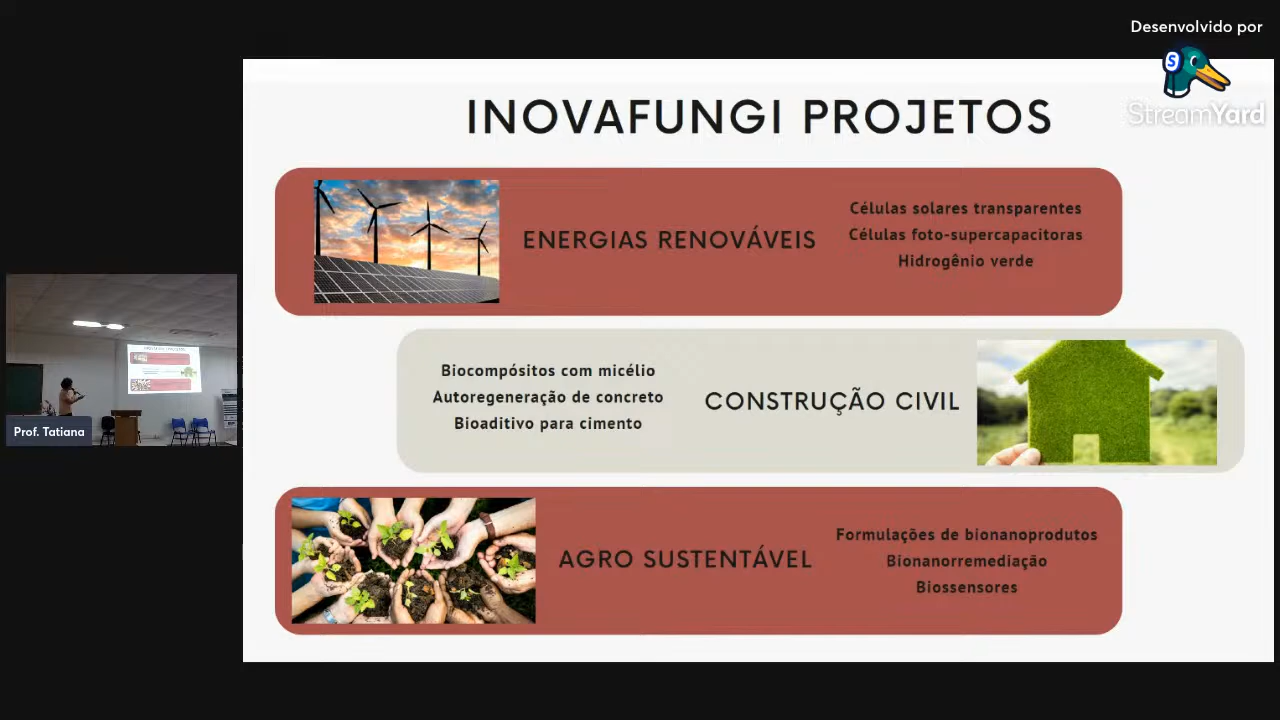 Desenvolvido por
StreamYard
INOVAFUNGI PROJETOS
ENERGIAS RENOVÁVEIS
Células solares transparentes
Células foto-supercapacitoras
Hidrogênio verde
Biocompósitos com micélio
Autoregeneração de concreto
Bioaditivo para cimento
CONSTRUÇÃO CIVIL
AGRO SUSTENTÁVEL
Formulações de bionanoprodutos
Bionanorremediação
Biossensores
Prof. Tatiana